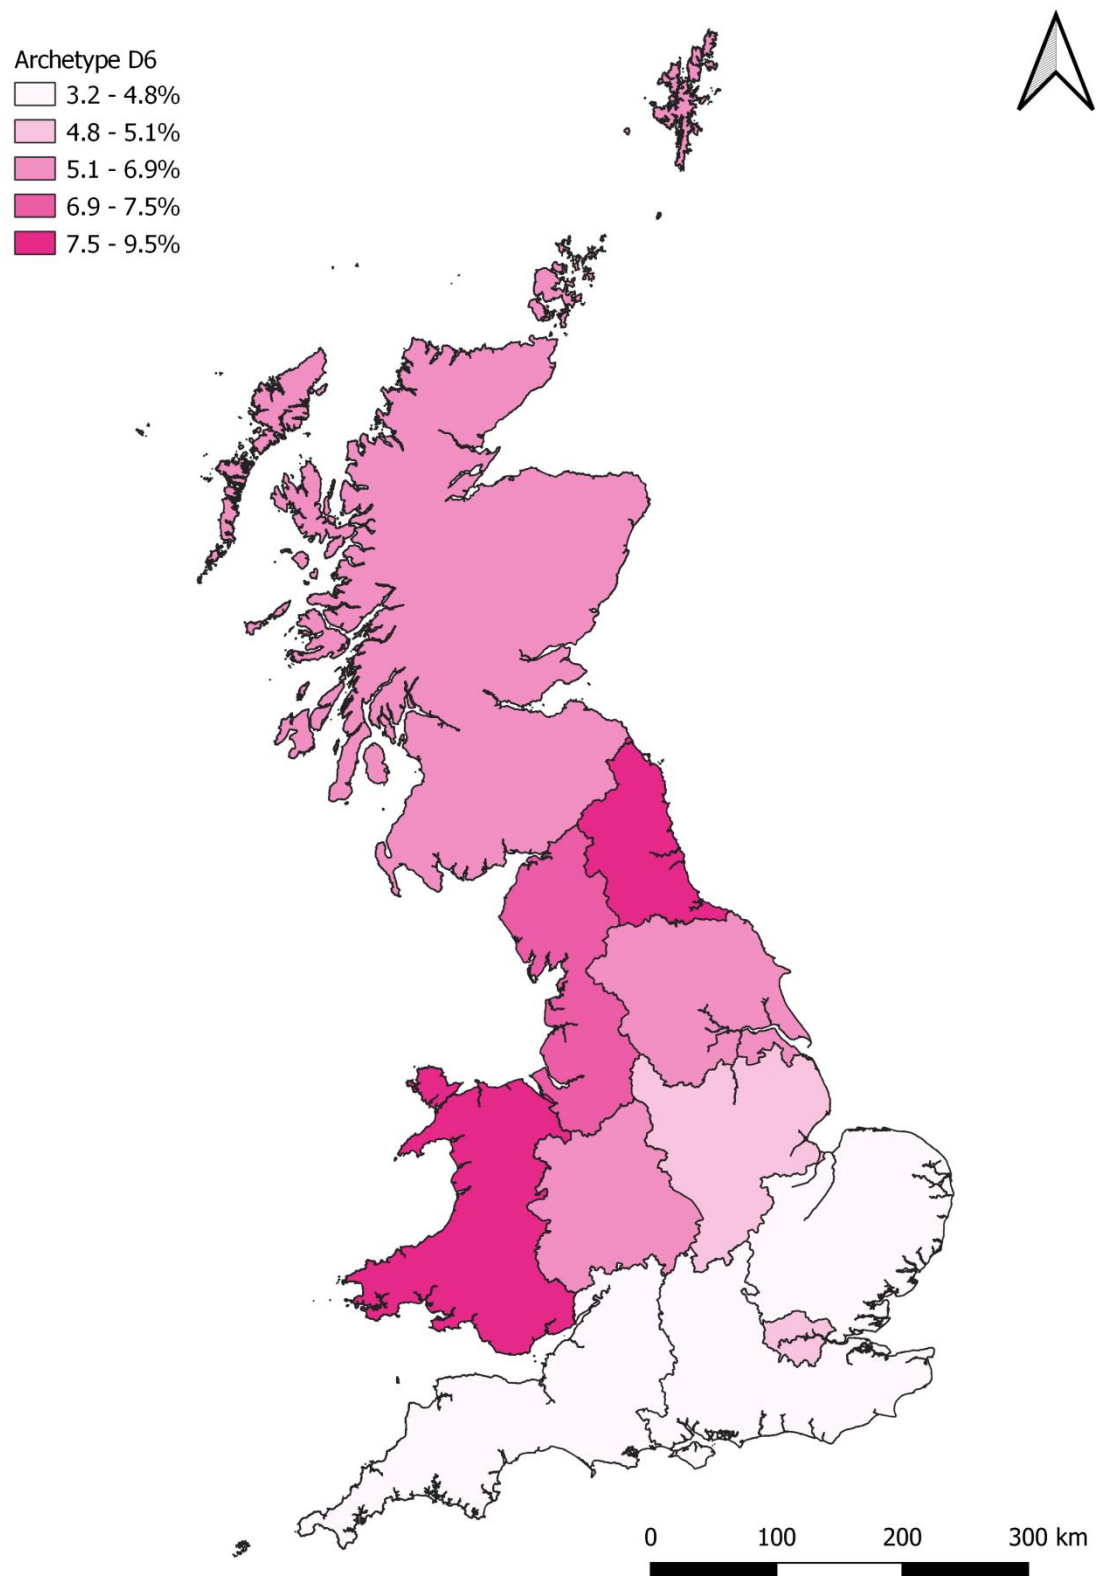 Archetype D6
3.2 - 4.8%
4.8 - 5.1%
5.1 - 6.9%
6.9 - 7.5%
7.5 - 9.5%
0 100 200 300 km